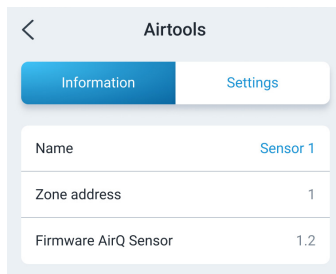 Airtools
Information Settings
Name Sensor 1
Zone address 1
Firmware AirQ Sensor 1.2